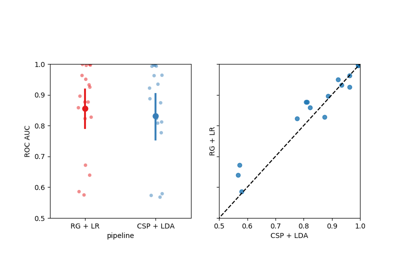 1.0
0.9
0.8
0.7
0.6
0.5
ROC AUC
RG + LR
CSP + LDA
pipeline
RG + LR
0.5
0.6
0.7
0.8
0.9
1.0
CSP + LDA